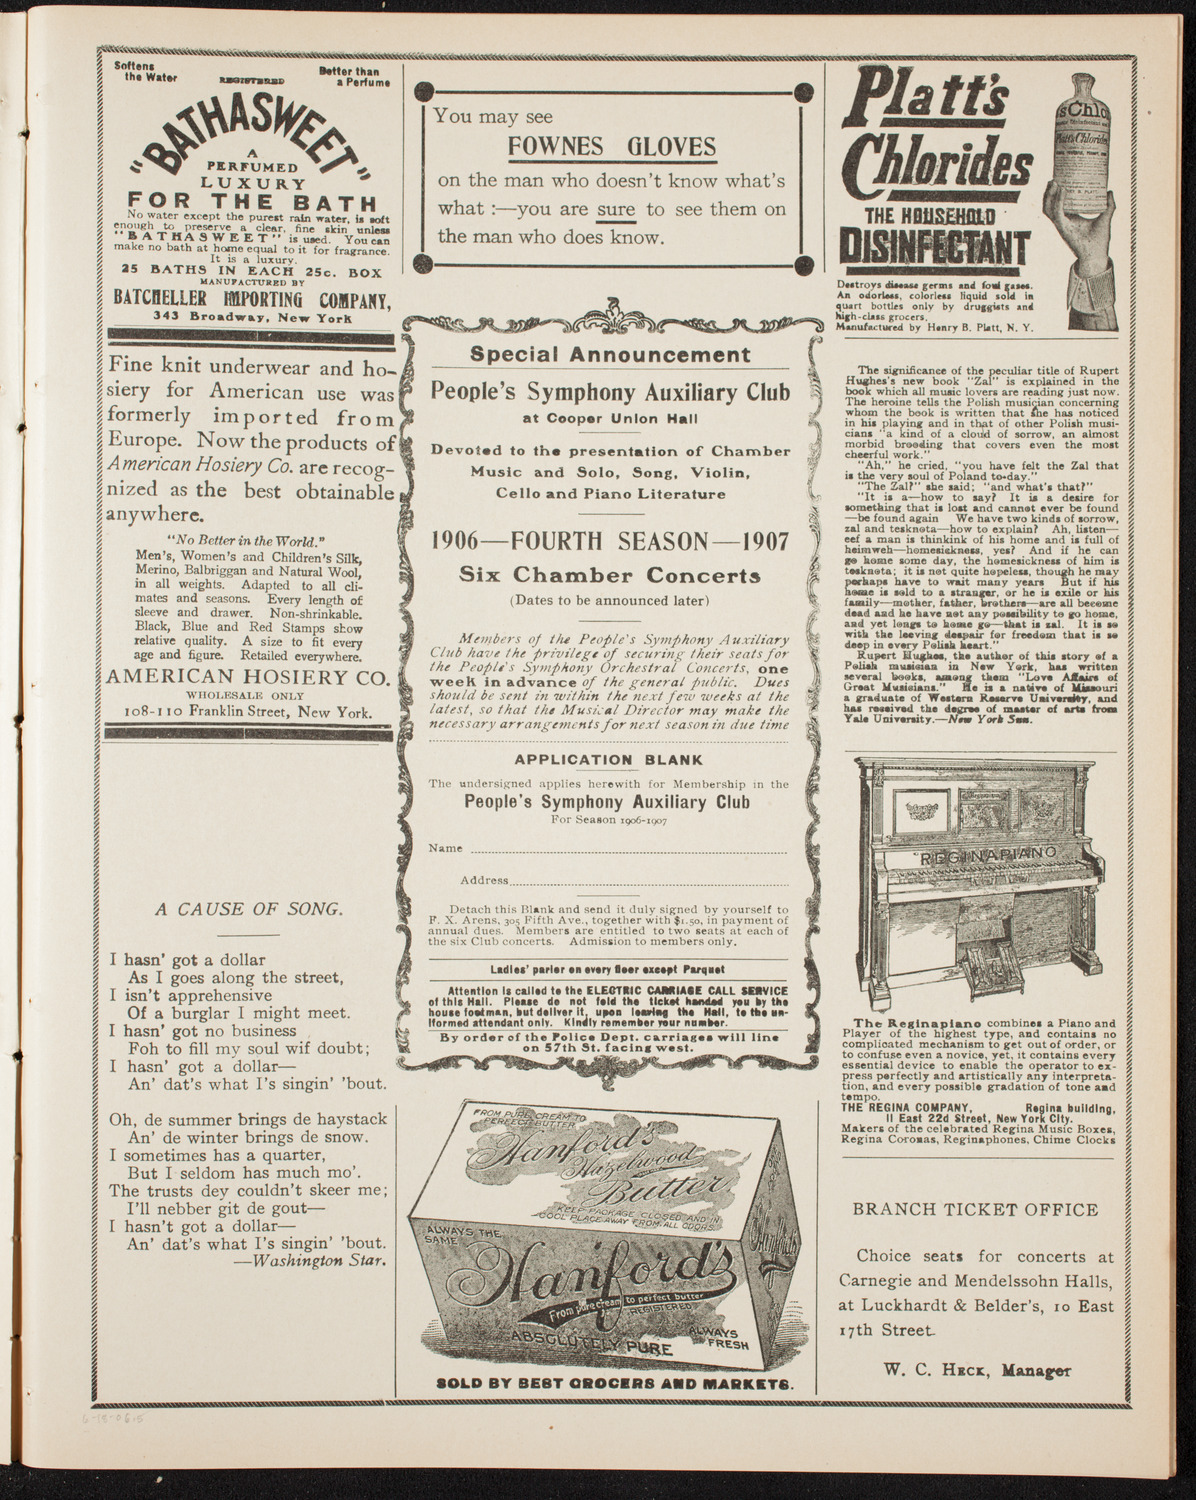 Softens
the Water
REGISTERED
Better than
a Perfume
"BATHASWEET"
A
PERFUMED
LUXURY
FOR THE BATH
No water except the purest rain water, is soft
enough to preserve a clear, fine skin unless
"BATHASWEET" is used. You can
make no bath at home equal to it for fragrance.
It is a luxury.
25 BATHS IN EACH 25c. BOX
MANUFACTURED BY
BATCHELLER IMPORTING COMPANY,
343 Broadway, New York
Fine knit underwear and ho-
siery for American use was
formerly imported from
Europe. Now the products of
American Hosiery Co. are recog-
nized as the best obtainable
anywhere.
"No Better in the World."
Men's, Women's and Children's Silk,
Merino, Balbriggan and Natural Wool,
in all weights. Adapted to all cli-
mates and seasons. Every length of
sleeve and drawer. Non-shrinkable.
Black, Blue and Red Stamps show
relative quality. A size to fit every
age and figure. Retailed everywhere.
AMERICAN HOSIERY CO.
WHOLESALE ONLY
108-110 Franklin Street, New York.
A CAUSE OF SONG.
I hasn' got a dollar
As I goes along the street,
I isn't apprehensive
Of a burglar I might meet.
I hasn' got no business
Foh to fill my soul wif doubt;
I hasn' got a dollar—
An' dat's what I's singin' 'bout.
Oh, de summer brings de haystack
An' de winter brings de snow.
I sometimes has a quarter,
But I seldom has much mo'.
The trusts dey couldn't skeer me;
I'll nebber git de gout—
I hasn't got a dollar—
An' dat's what I's singin' 'bout.
—Washington Star.
You may see
FOWNES GLOVES
on the man who doesn't know what's
what :—you are sure to see them on
the man who does know.
Special Announcement
People's Symphony Auxiliary Club
at Cooper Union Hall
Devoted to the presentation of Chamber
Music and Solo, Song, Violin,
Cello and Piano Literature
1906—FOURTH SEASON—1907
Six Chamber Concerts
(Dates to be announced later)
Members of the People's Symphony Auxiliary
Club have the privilege of securing their seats for
the People's Symphony Orchestral Concerts, one
week in advance of the general public. Dues
should be sent in within the next few weeks at the
latest, so that the Musical Director may make the
necessary arrangements for next season in due time
APPLICATION BLANK
The undersigned applies herewith for Membership in the
People's Symphony Auxiliary Club
For Season 1906-1907
Name
Address
Detach this Blank and send it duly signed by yourself to
F. X. Arens, 305 Fifth Ave., together with $1.50, in payment of
annual dues. Members are entitled to two seats at each of
the six Club concerts. Admission to members only.
Ladies' parlor on every floor except Parquet
Attention is called to the ELECTRIC CARRIAGE CALL SERVICE
of this Hall. Please do not fold the ticket handed you by the
house footman, but deliver it, upon leaving the Hall, to the un-
iformed attendant only. Kindly remember your number.
By order of the Police Dept. carriages will line
on 57th St. facing west.
FROM PURE CREAM TO
PERFECT BUTTER
Hanford's
Hazelwood
Butter
KEEP PACKAGE CLOSED AND IN
COOL PLACE AWAY FROM ALL ODORS
ALWAYS THE
SAME
Hanford's
From pure cream to perfect butter
REGISTERED
ABSOLUTELY PURE
ALWAYS
FRESH
Hanford's
SOLD BY BEST GROCERS AND MARKETS.
Platt's
Chlorides
THE HOUSEHOLD
DISINFECTANT
Destroys disease germs and foul gases.
An odorless, colorless liquid sold in
quart bottles only by druggists and
high-class grocers.
Manufactured by Henry B. Platt, N. Y.
s Chlo
Platt's Chlorides
The significance of the peculiar title of Rupert
Hughes's new book "Zal" is explained in the
book which all music lovers are reading just now.
The heroine tells the Polish musician concerning
whom the book is written that she has noticed
in his playing and in that of other Polish musi-
cians "a kind of a cloud of sorrow, an almost
morbid brooding that covers even the most
cheerful work."
"Ah," he cried, "you have felt the Zal that
is the very soul of Poland to-day."
"The Zal?" she said; "and what's that?"
"It is a—how to say? It is a desire for
something that is lost and cannot ever be found
—be found again We have two kinds of sorrow,
zal and tesknota—how to explain? Ah, listen—
eef a man is thinkink of his home and is full of
heimweh—homesickness, yes? And if he can
go home some day, the homesickness of him is
tesknota; it is not quite hopeless, though he may
perhaps have to wait many years But if his
home is sold to a stranger, or he is exile or his
family—mother, father, brothers—are all become
dead and he have not any possibility to go home,
and yet longs to home go—that is zal. It is so
with the leeving despair for freedom that is so
deep in every Polish heart."
Rupert Hughes, the author of this story of a
Polish musician in New York, has written
several books, among them "Love Affairs of
Great Musicians." He is a native of Missouri
a graduate of Western Reserve University, and
has received the degree of master of arts from
Yale University.—New York Sun.
REGINAPIANO
The Reginapiano combines a Piano and
Player of the highest type, and contains no
complicated mechanism to get out of order, or
to confuse even a novice, yet, it contains every
essential device to enable the operator to ex-
press perfectly and artistically any interpreta-
tion, and every possible gradation of tone and
tempo.
THE REGINA COMPANY, Regina building,
11 East 22d Street, New York City.
Makers of the celebrated Regina Music Boxes,
Regina Coronas, Reginaphones, Chime Clocks
BRANCH TICKET OFFICE
Choice seats for concerts at
Carnegie and Mendelssohn Halls,
at Luckhardt & Belder's, 10 East
17th Street.
W. C. HECK, Manager
6-13-06.5